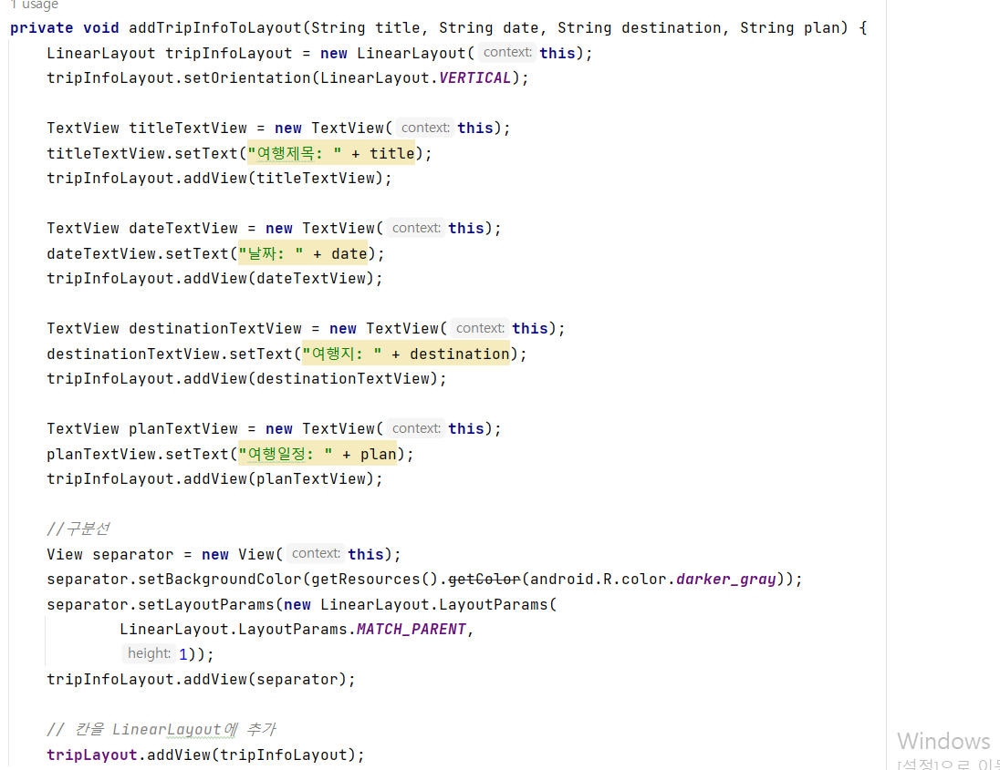 1 usage
private void addTripInfoToLayout(String title, String date, String destination, String plan) {
LinearLayout tripInfoLayout = new LinearLayout( context: this);
tripInfoLayout.setOrientation(LinearLayout.VERTICAL);
TextView titleTextView = new TextView( context: this);
titleTextView.setText("여행제목: " + title);
tripInfoLayout.addView(titleTextView);
TextView dateTextView = new TextView( context: this);
dateTextView.setText("날짜: " + date);
tripInfoLayout.addView(dateTextView);
TextView destinationTextView = new TextView( context: this);
destinationTextView.setText("여행지: " + destination);
tripInfoLayout.addView(destinationTextView);
TextView planTextView = new TextView( context: this);
planTextView.setText("여행일정: " + plan);
tripInfoLayout.addView(planTextView);
//구분선
View separator = new View( context: this);
separator.setBackgroundColor(getResources().getColor(android.R.color.darker_gray));
separator.setLayoutParams(new LinearLayout.LayoutParams(
LinearLayout.LayoutParams.MATCH_PARENT,
height: 1));
tripInfoLayout.addView(separator);
// 칸을 LinearLayout에 추가
tripLayout.addView(tripInfoLayout);
Windows
[설정]으로